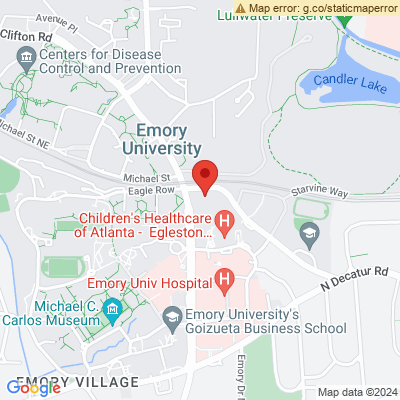 Map error: g.co/staticmaperror
Lullwater Preserve
Avenue Pl
Clifton Rd
Centers for Disease
Control and Prevention
Candler Lake
Emory
University
Michael St NE
Michael St
Eagle Row
Starvine Way
Children's Healthcare
of Atlanta - Egleston...
N Decatur Rd
Emory Univ Hospital
Michael C.
Carlos Museum
Emory University's
Goizueta Business School
EMORY VILLAGE
Google
Map data ©2024